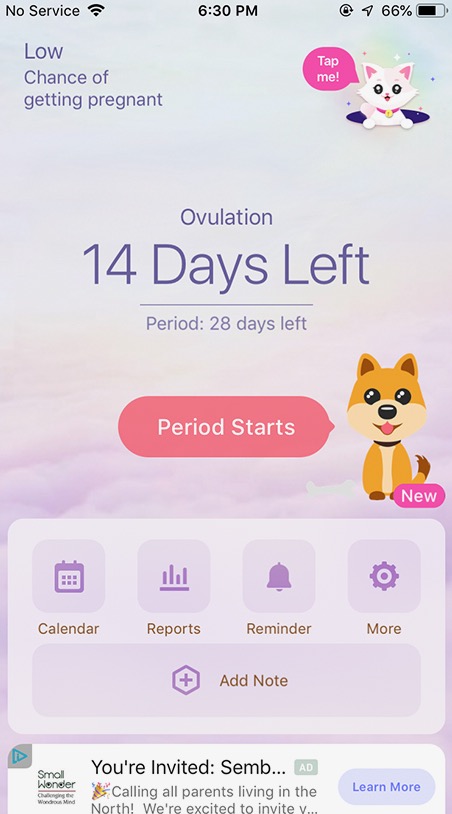 No Service 6:30 PM 66%
Low
Chance of
getting pregnant
Tap
me!
Ovulation
14 Days Left
Period: 28 days left
Period Starts
New
Calendar Reports Reminder More
Add Note
Small
Wonder
Challenging the
Wondrous Mind
You're Invited: Semb... AD
🎉Calling all parents living in the
North! We're excited to invite y...
Learn More